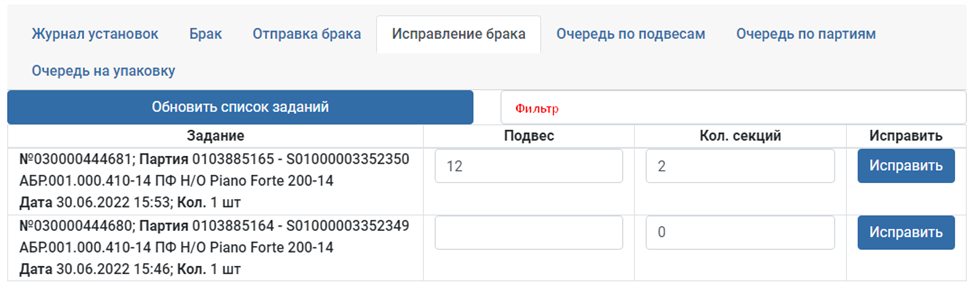 Журнал установок Брак Отправка брака Исправление брака Очередь по подвесам Очередь по партиям
Очередь на упаковку
Обновить список заданий Фильтр
Задание Подвес Кол. секций Исправить
№030000444681; Партия 0103885165 - S01000003352350
АБР.001.000.410-14 ПФ Н/О Piano Forte 200-14
Дата 30.06.2022 15:53; Кол. 1 шт
12 2 Исправить
№030000444680; Партия 0103885164 - S01000003352349
АБР.001.000.410-14 ПФ Н/О Piano Forte 200-14
Дата 30.06.2022 15:46; Кол. 1 шт
0 Исправить